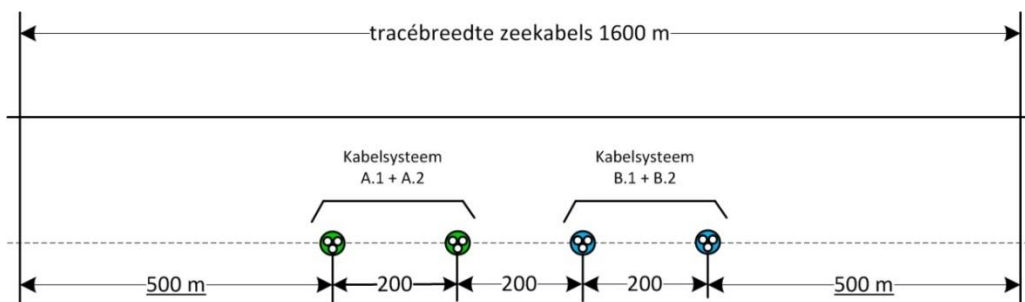 tracébreedte zeekabels 1600 m
Kabelsysteem
A.1 + A.2
Kabelsysteem
B.1 + B.2
500 m
200
200
200
500 m